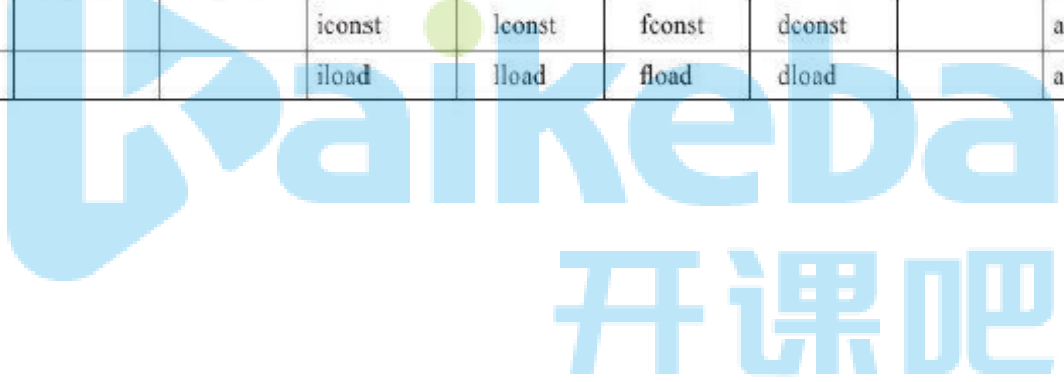 iconst lconst fconst dconst a
iload lload fload dload a
kaikeba
开课吧